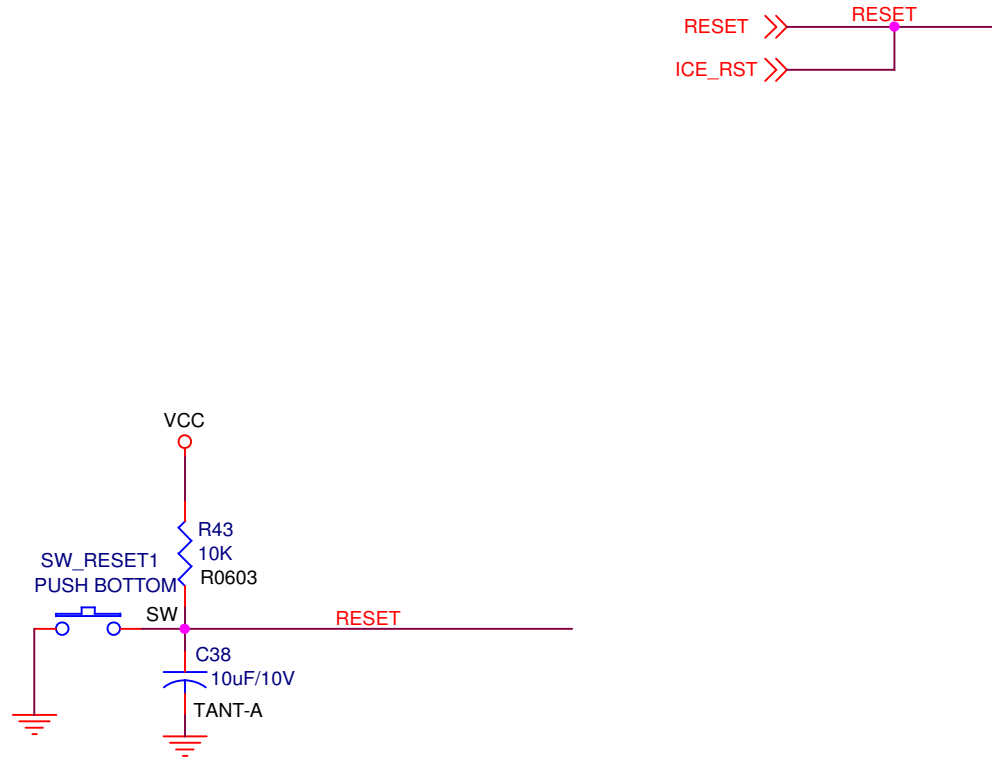 RESET
RESET
ICE_RST
VCC
R43
10K
R0603
SW_RESET1
PUSH BOTTOM
SW
RESET
C38
10uF/10V
TANT-A